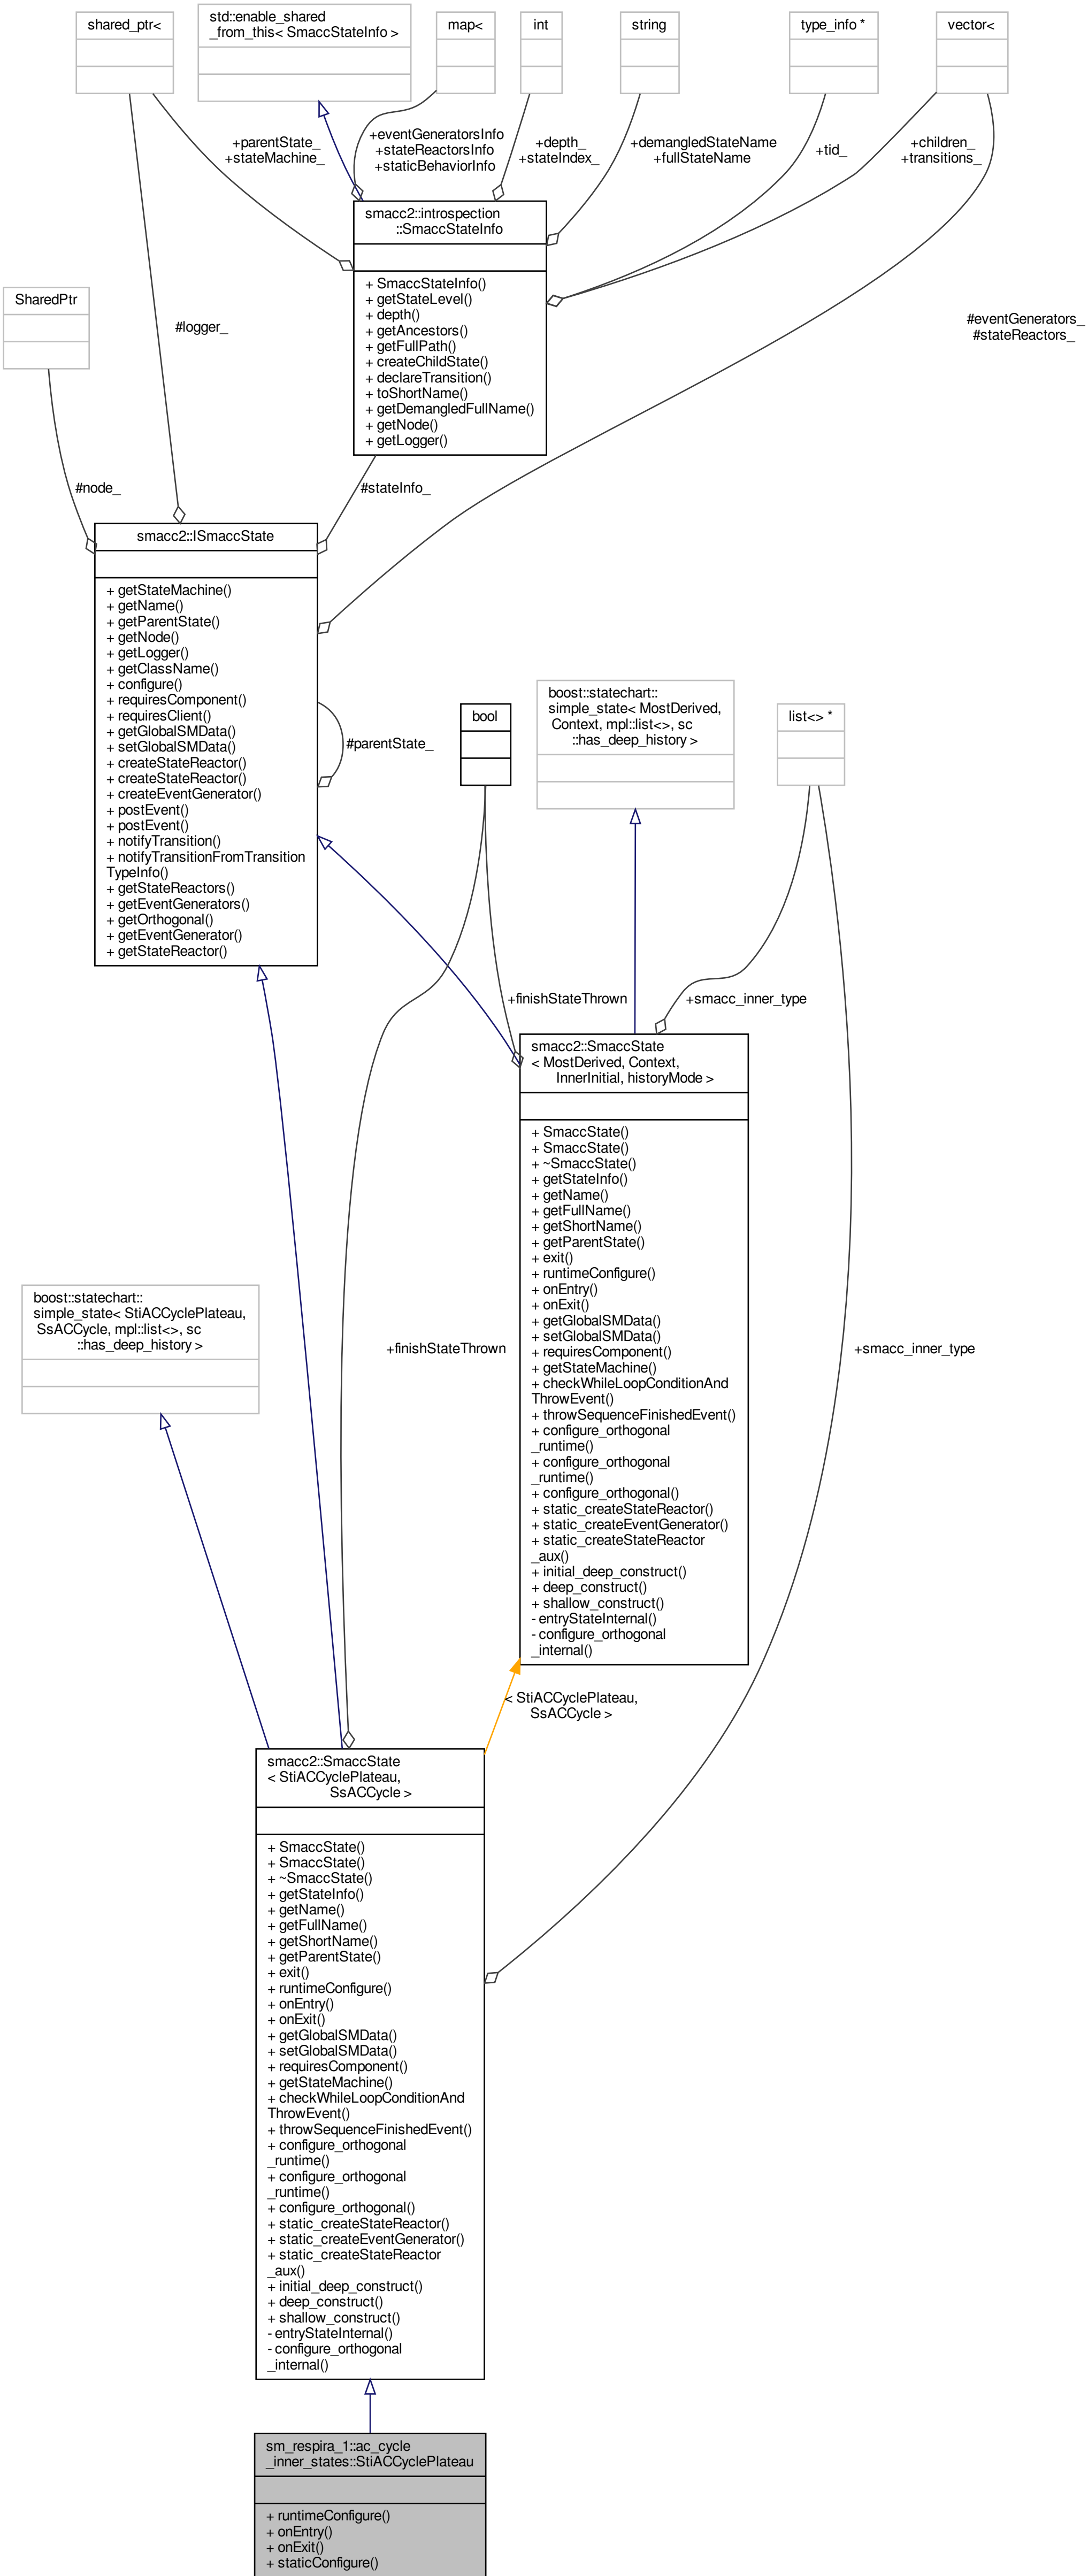 shared_ptr<
std::enable_shared
_from_this< SmaccStateInfo >
map<
int
string
type_info *
vector<
+parentState_
+stateMachine_
+eventGeneratorsInfo
+stateReactorsInfo
+staticBehaviorInfo
+depth_
+stateIndex_
+demangledStateName
+fullStateName
+tid_
+children_
+transitions_
smacc2::introspection
::SmaccStateInfo
+ SmaccStateInfo()
+ getStateLevel()
+ depth()
+ getAncestors()
+ getFullPath()
+ createChildState()
+ declareTransition()
+ toShortName()
+ getDemangledFullName()
+ getNode()
+ getLogger()
SharedPtr
#logger_
#eventGenerators_
#stateReactors_
#node_
#stateInfo_
smacc2::ISmaccState
+ getStateMachine()
+ getName()
+ getParentState()
+ getNode()
+ getLogger()
+ getClassName()
+ configure()
+ requiresComponent()
+ requiresClient()
+ getGlobalSMData()
+ setGlobalSMData()
+ createStateReactor()
+ createStateReactor()
+ createEventGenerator()
+ postEvent()
+ postEvent()
+ notifyTransition()
+ notifyTransitionFromTransition
TypeInfo()
+ getStateReactors()
+ getEventGenerators()
+ getOrthogonal()
+ getEventGenerator()
+ getStateReactor()
#parentState_
bool
boost::statechart::
simple_state< MostDerived,
Context, mpl::list<>, sc
::has_deep_history >
list<> *
+finishStateThrown
+smacc_inner_type
smacc2::SmaccState
< MostDerived, Context,
InnerInitial, historyMode >
+ SmaccState()
+ SmaccState()
+ ~SmaccState()
+ getStateInfo()
+ getName()
+ getFullName()
+ getShortName()
+ getParentState()
+ exit()
+ runtimeConfigure()
+ onEntry()
+ onExit()
+ getGlobalSMData()
+ setGlobalSMData()
+ requiresComponent()
+ getStateMachine()
+ checkWhileLoopConditionAnd
ThrowEvent()
+ throwSequenceFinishedEvent()
+ configure_orthogonal
_runtime()
+ configure_orthogonal
_runtime()
+ configure_orthogonal()
+ static_createStateReactor()
+ static_createEventGenerator()
+ static_createStateReactor
_aux()
+ initial_deep_construct()
+ deep_construct()
+ shallow_construct()
- entryStateInternal()
- configure_orthogonal
_internal()
boost::statechart::
simple_state< StiACCyclePlateau,
SsACCycle, mpl::list<>, sc
::has_deep_history >
+finishStateThrown
+smacc_inner_type
< StiACCyclePlateau,
SsACCycle >
smacc2::SmaccState
< StiACCyclePlateau,
SsACCycle >
+ SmaccState()
+ SmaccState()
+ ~SmaccState()
+ getStateInfo()
+ getName()
+ getFullName()
+ getShortName()
+ getParentState()
+ exit()
+ runtimeConfigure()
+ onEntry()
+ onExit()
+ getGlobalSMData()
+ setGlobalSMData()
+ requiresComponent()
+ getStateMachine()
+ checkWhileLoopConditionAnd
ThrowEvent()
+ throwSequenceFinishedEvent()
+ configure_orthogonal
_runtime()
+ configure_orthogonal
_runtime()
+ configure_orthogonal()
+ static_createStateReactor()
+ static_createEventGenerator()
+ static_createStateReactor
_aux()
+ initial_deep_construct()
+ deep_construct()
+ shallow_construct()
- entryStateInternal()
- configure_orthogonal
_internal()
sm_respira_1::ac_cycle
_inner_states::StiACCyclePlateau
+ runtimeConfigure()
+ onEntry()
+ onExit()
+ staticConfigure()